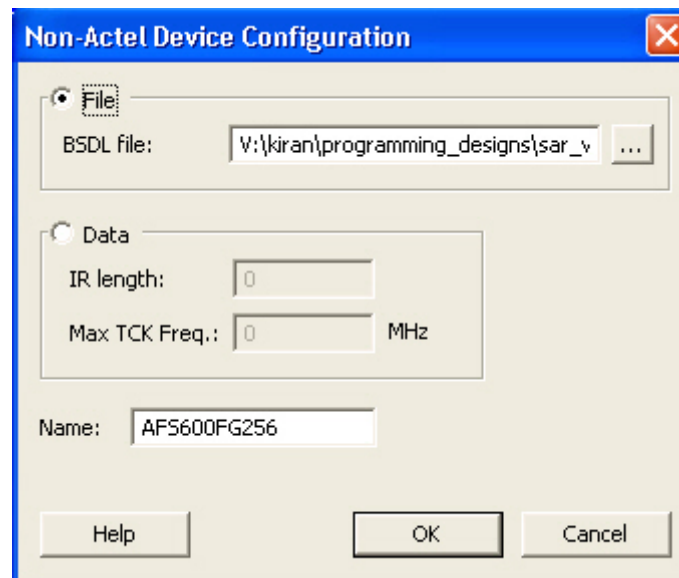 Non-Actel Device Configuration
File
BSDL file: V:\kiran\programming_designs\sar_v ...
Data
IR length: 0
Max TCK Freq.: 0 MHz
Name: AFS600FG256
Help OK Cancel